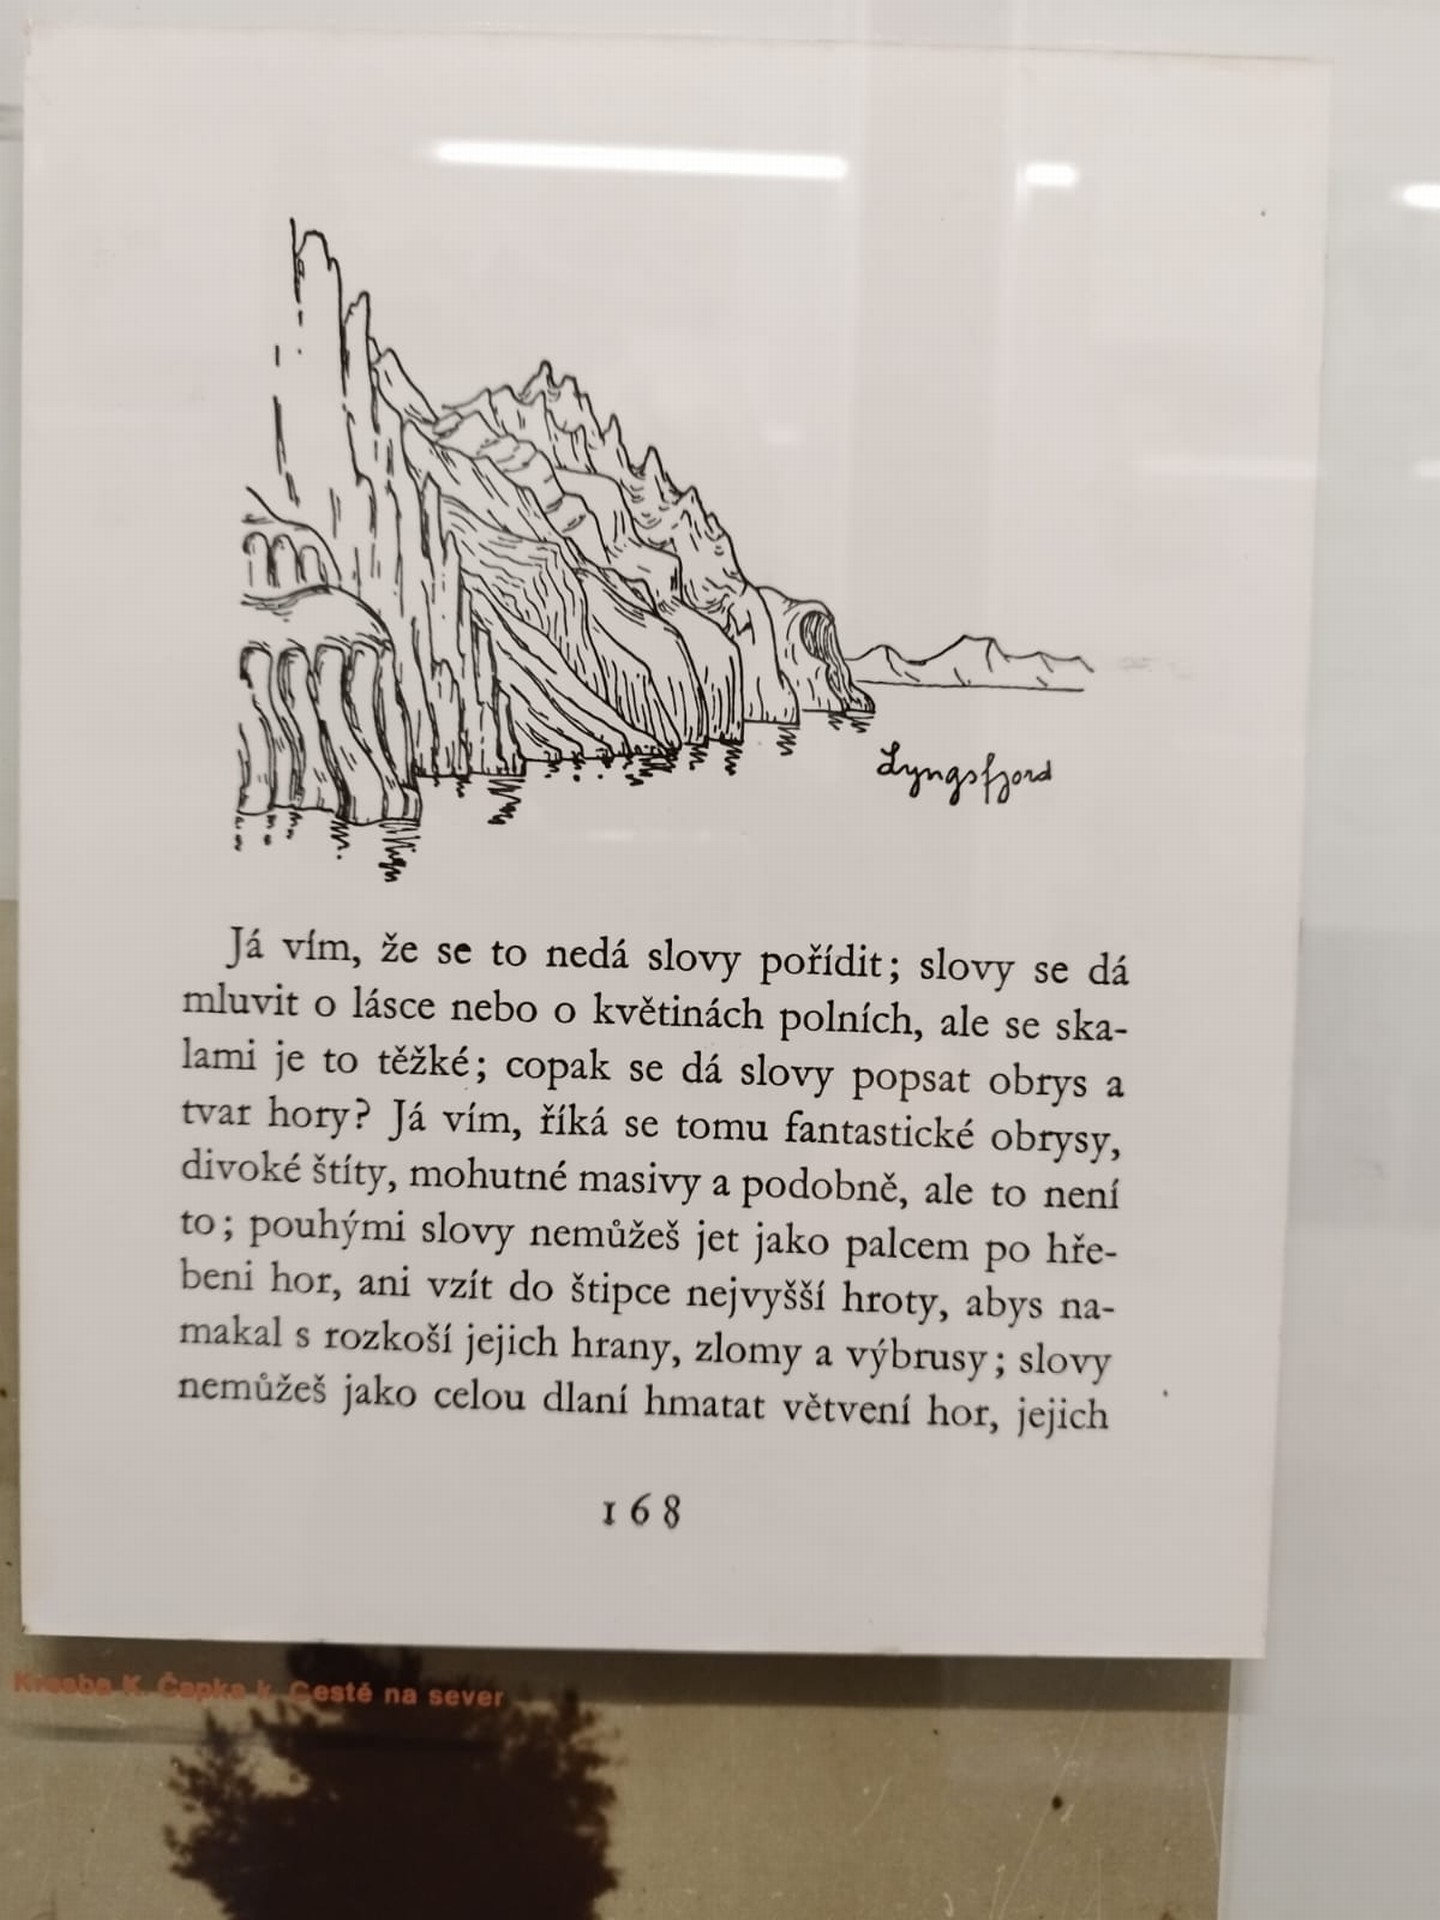 Lyngsfjord
Já vím, že se to nedá slovy pořídit; slovy se dá
mluvit o lásce nebo o květinách polních, ale se ska-
lami je to těžké; copak se dá slovy popsat obrys a
tvar hory? Já vím, říká se tomu fantastické obrysy,
divoké štíty, mohutné masivy a podobně, ale to není
to; pouhými slovy nemůžeš jet jako palcem po hře-
beni hor, ani vzít do štipce nejvyšší hroty, abys na-
makal s rozkoší jejich hrany, zlomy a výbrusy; slovy
nemůžeš jako celou dlaní hmatat větvení hor, jejich
168
Kresba K. Čapka k Cestě na sever